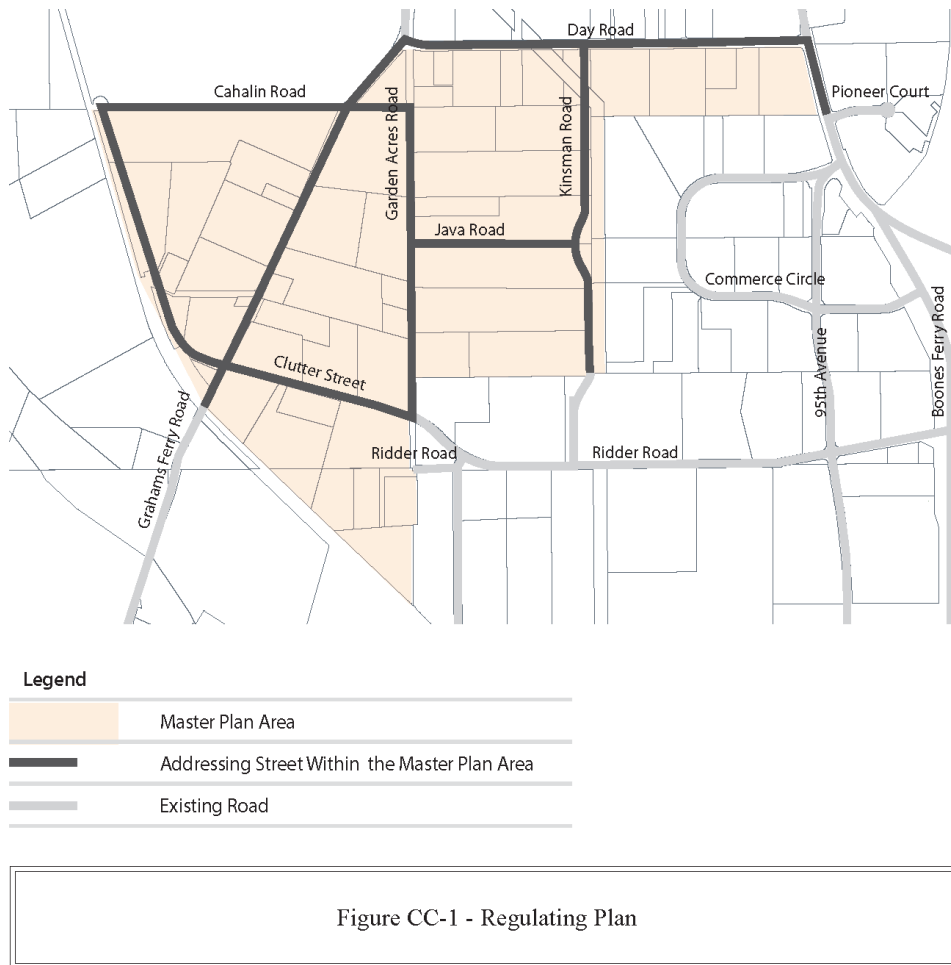 Day Road
Cahalin Road
Pioneer Court
Garden Acres Road
Kinsman Road
Java Road
Commerce Circle
Clutter Street
95th Avenue
Boones Ferry Road
Grahams Ferry Road
Ridder Road
Ridder Road
Legend
Master Plan Area
Addressing Street Within the Master Plan Area
Existing Road
Figure CC-1 - Regulating Plan